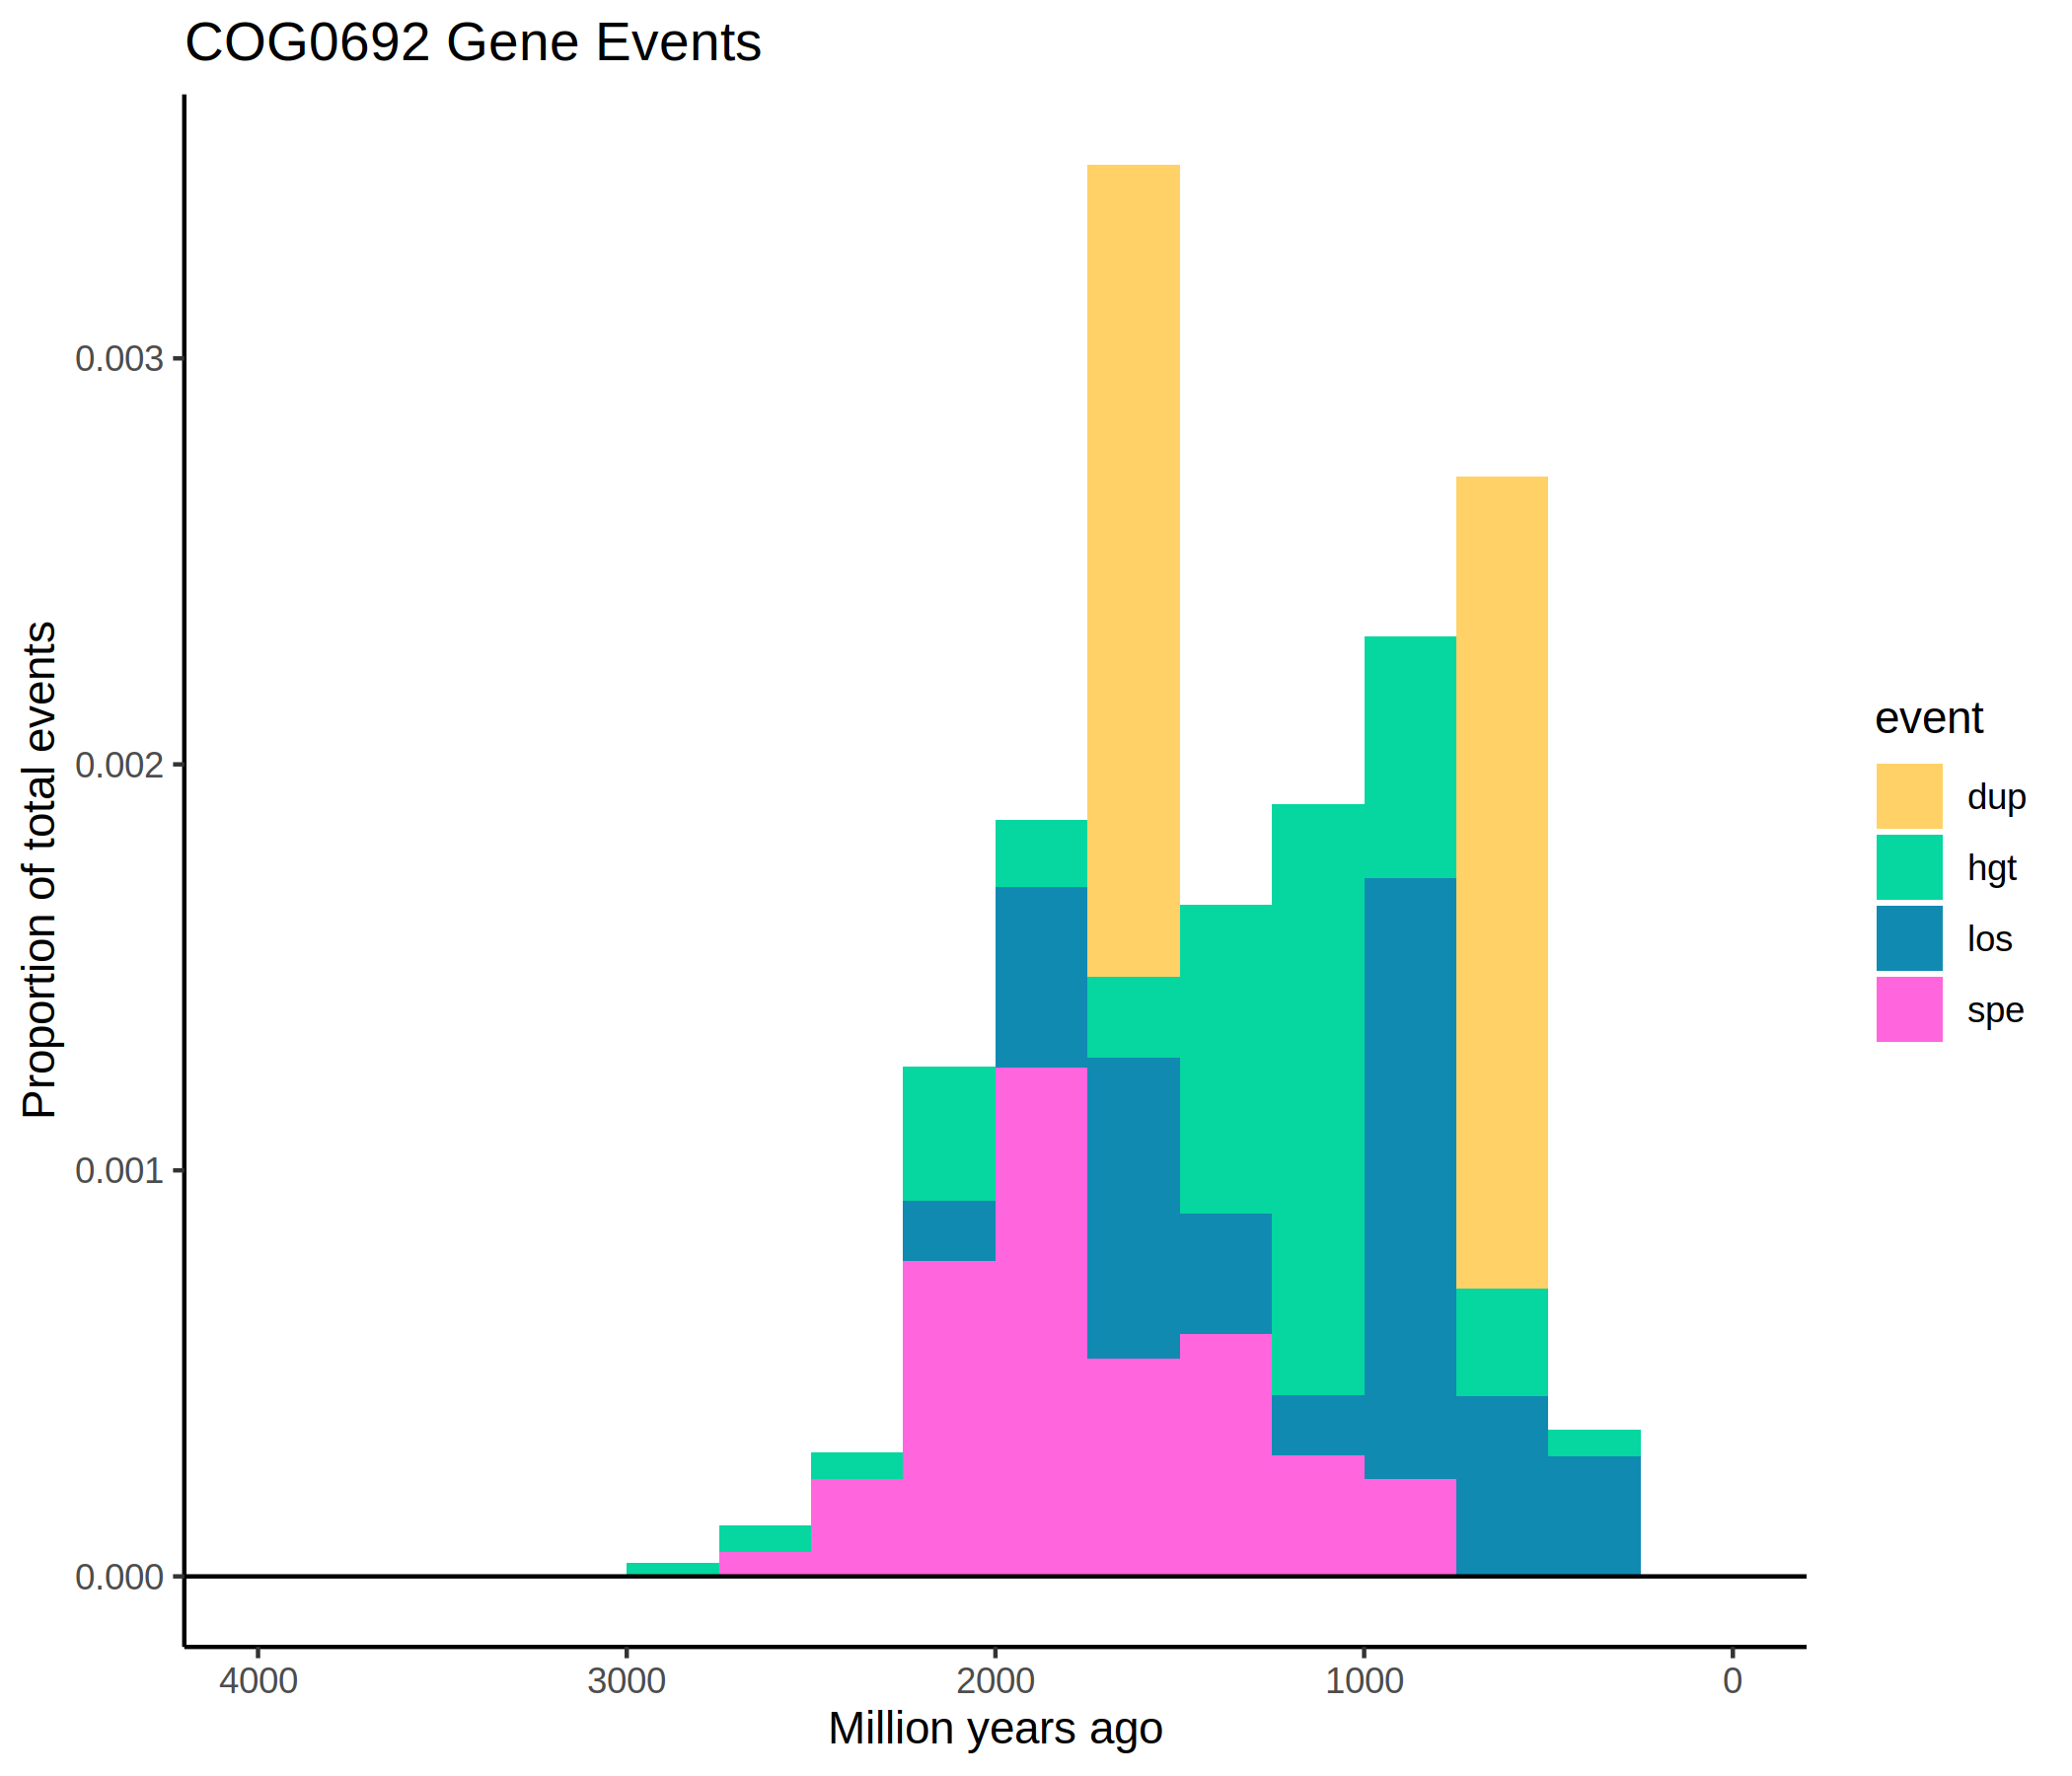 COG0692 Gene Events
Proportion of total events
0.003
0.002
0.001
0.000
4000 3000 2000 1000 0
Million years ago
event
dup
hgt
los
spe